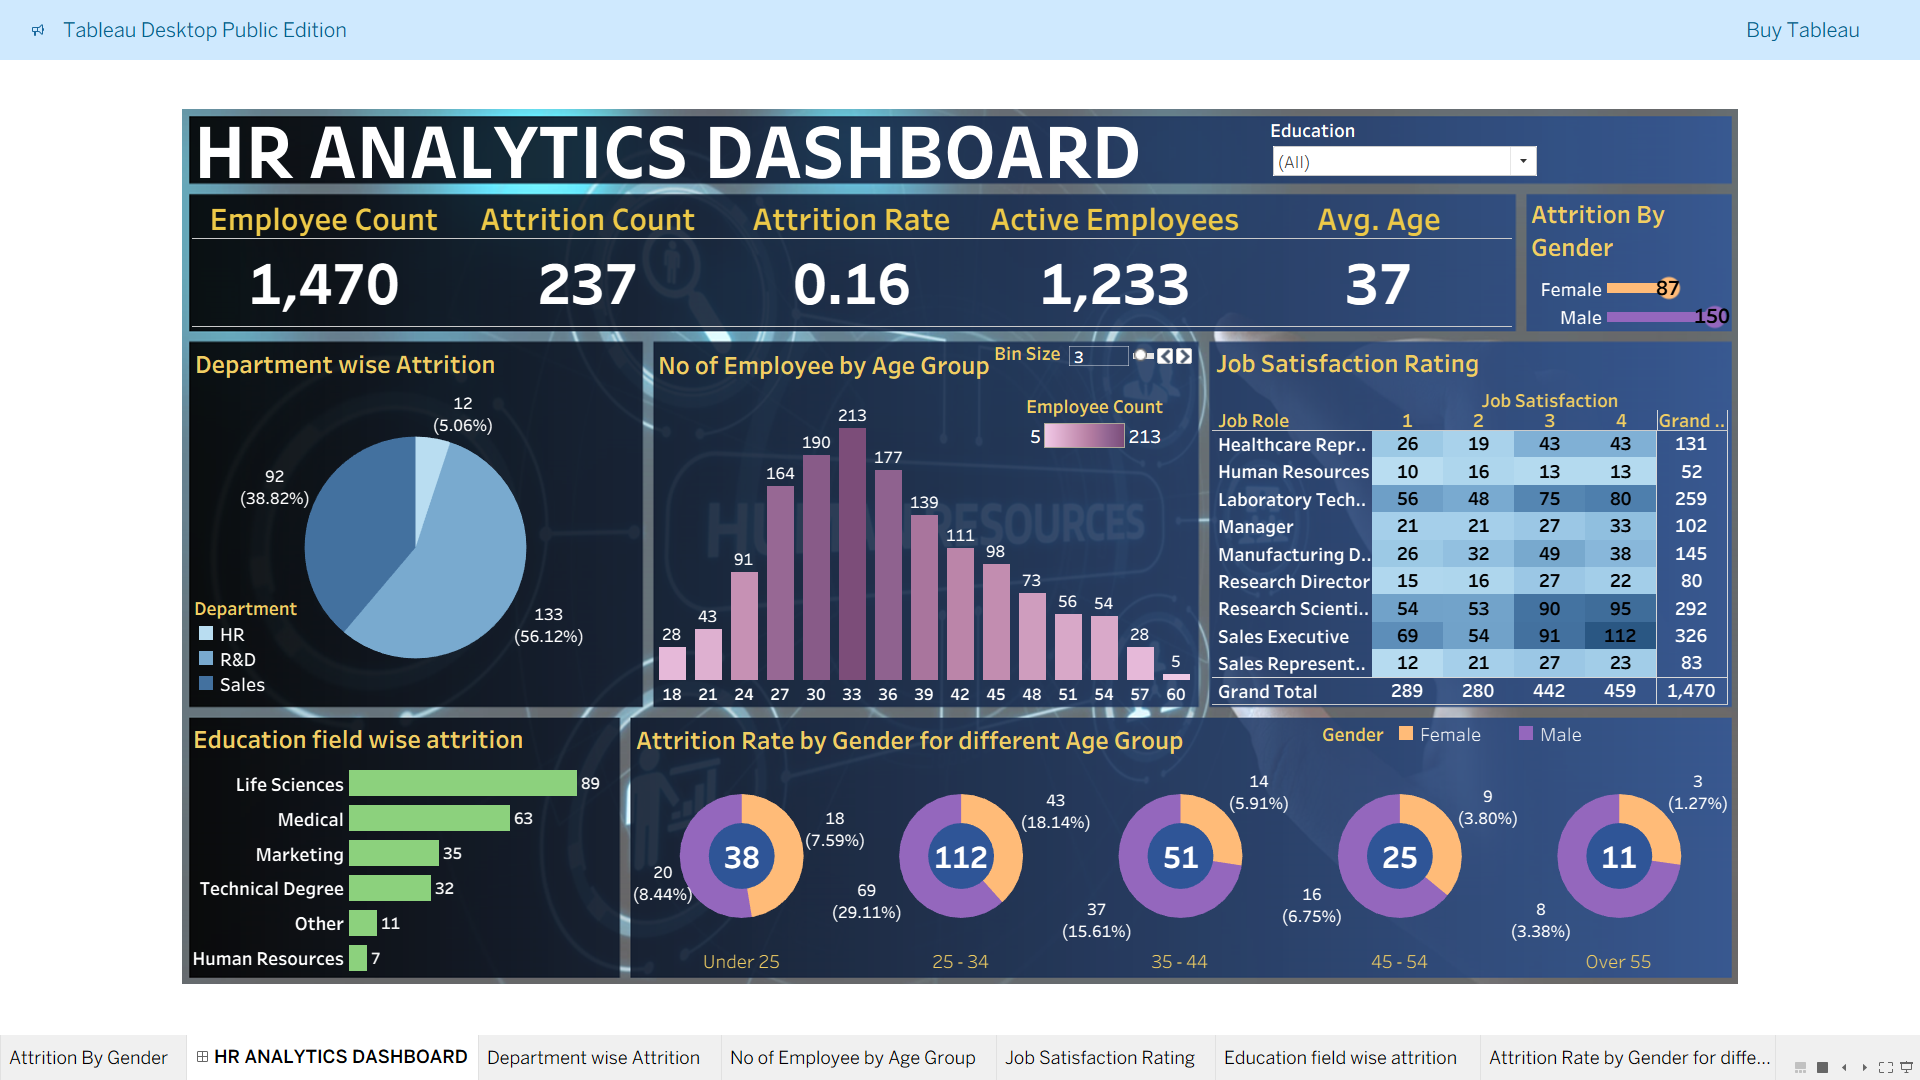 Tableau Desktop Public Edition
Buy Tableau
HR ANALYTICS DASHBOARD
Education
(All)
Employee Count
Attrition Count
Attrition Rate
Active Employees
Avg. Age
1,470
237
0.16
1,233
37
Attrition By
Gender
Female 87
Male 150
Department wise Attrition
12
(5.06%)
92
(38.82%)
133
(56.12%)
Department
HR
R&D
Sales
No of Employee by Age Group
Bin Size 3
Employee Count
5 213
28 43 91 164 190 213 177 139 111 98 73 56 54 28 5
18 21 24 27 30 33 36 39 42 45 48 51 54 57 60
HUMAN RESOURCES
Job Satisfaction Rating
Job Satisfaction
Job Role 1 2 3 4 Grand ..
Healthcare Repr.. 26 19 43 43 131
Human Resources 10 16 13 13 52
Laboratory Tech.. 56 48 75 80 259
Manager 21 21 27 33 102
Manufacturing D.. 26 32 49 38 145
Research Director 15 16 27 22 80
Research Scienti.. 54 53 90 95 292
Sales Executive 69 54 91 112 326
Sales Represent.. 12 21 27 23 83
Grand Total 289 280 442 459 1,470
Education field wise attrition
Life Sciences 89
Medical 63
Marketing 35
Technical Degree 32
Other 11
Human Resources 7
Attrition Rate by Gender for different Age Group
Gender Female Male
38
18
(7.59%)
20
(8.44%)
Under 25
112
43
(18.14%)
69
(29.11%)
25 - 34
51
14
(5.91%)
37
(15.61%)
35 - 44
25
9
(3.80%)
16
(6.75%)
45 - 54
11
3
(1.27%)
8
(3.38%)
Over 55
Attrition By Gender
HR ANALYTICS DASHBOARD
Department wise Attrition
No of Employee by Age Group
Job Satisfaction Rating
Education field wise attrition
Attrition Rate by Gender for diffe...